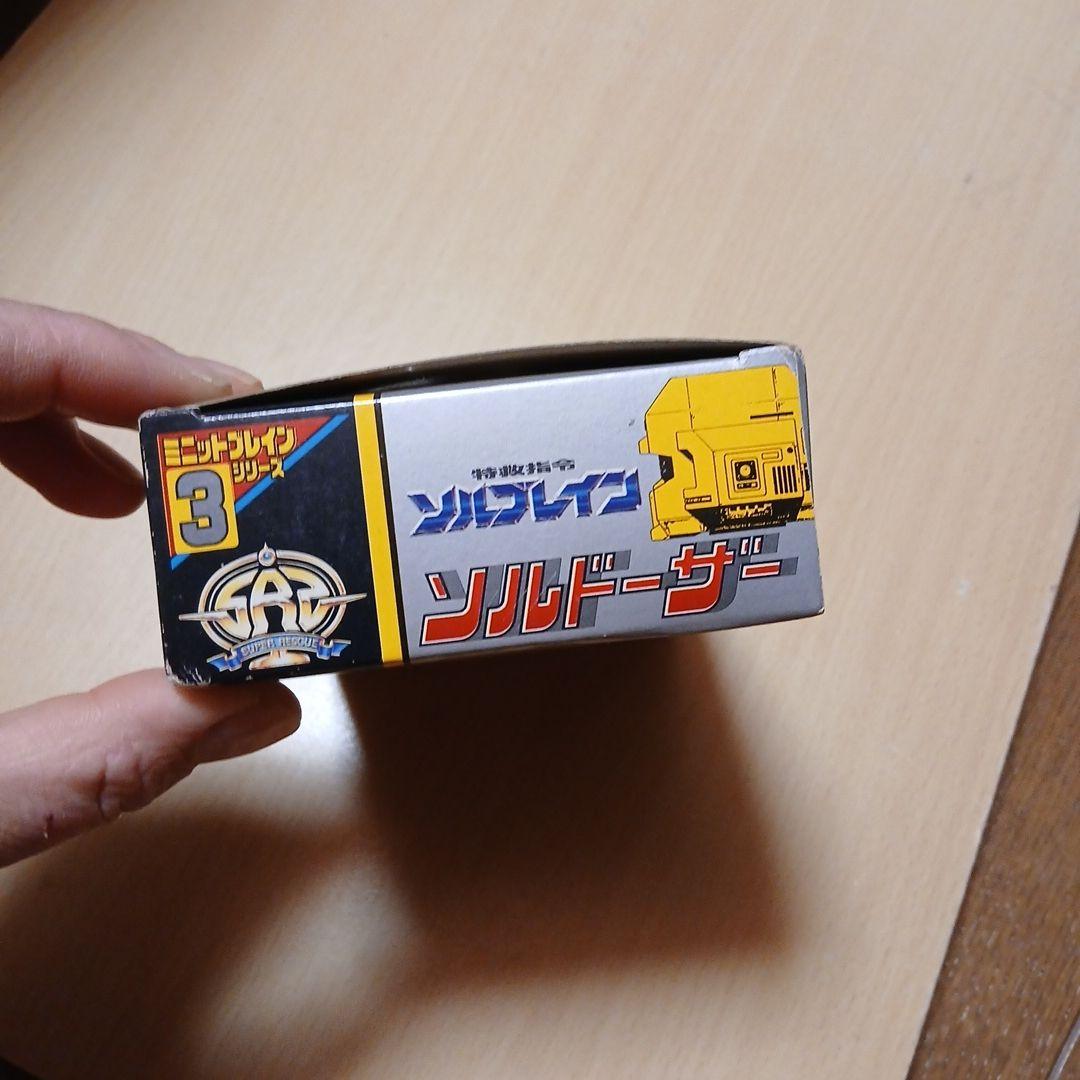 ミニットブレイン
シリーズ
3
SUPER RESCUE
特救指令
ソルブレイン
ソルドーザー